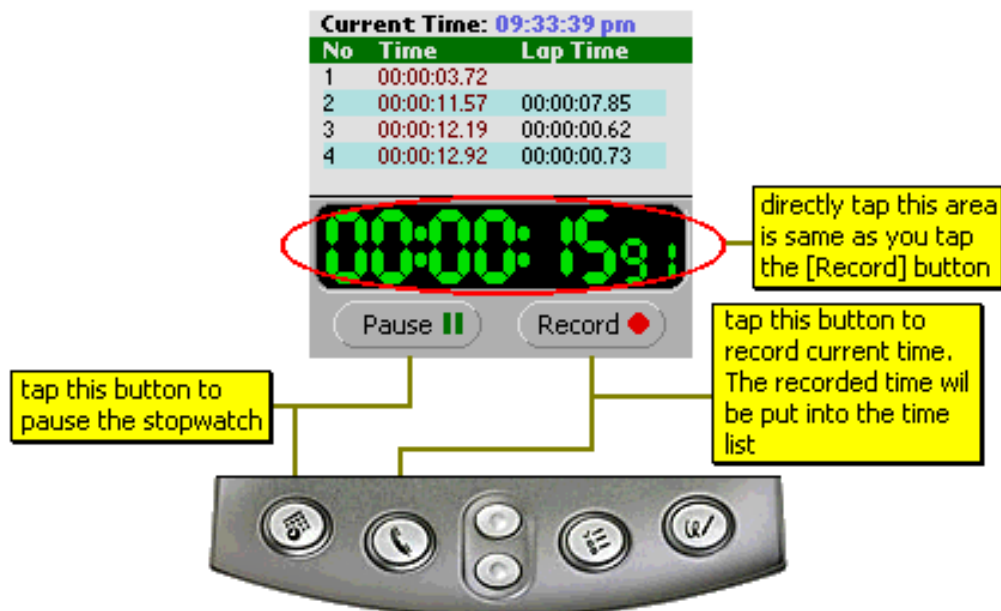 Current Time: 09:33:39 pm
No Time Lap Time
1 00:00:03.72
2 00:00:11.57 00:00:07.85
3 00:00:12.19 00:00:00.62
4 00:00:12.92 00:00:00.73
00:00:15 91
directly tap this area
is same as you tap
the [Record] button
Pause
Record
tap this button to
record current time.
The recorded time wil
be put into the time
list
tap this button to
pause the stopwatch